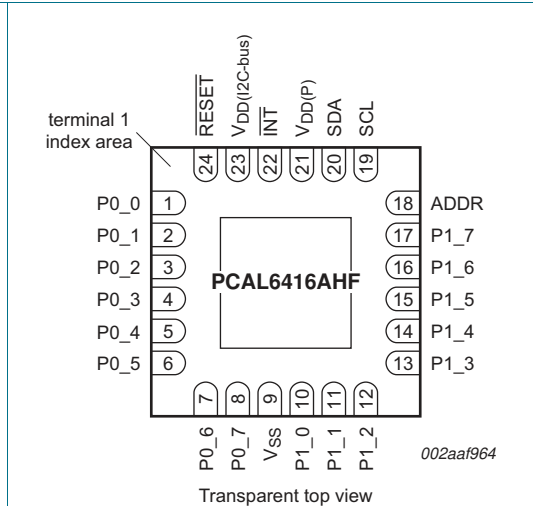 RESET
VDD(I2C-bus)
INT
VDD(P)
SDA
SCL
terminal 1
index area
24
23
22
21
20
19
P0_0 1
18 ADDR
P0_1 2
17 P1_7
P0_2 3
16 P1_6
PCAL6416AHF
P0_3 4
15 P1_5
P0_4 5
14 P1_4
P0_5 6
13 P1_3
7
8
9
10
11
12
P0_6
P0_7
VSS
P1_0
P1_1
P1_2
002aaf964
Transparent top view